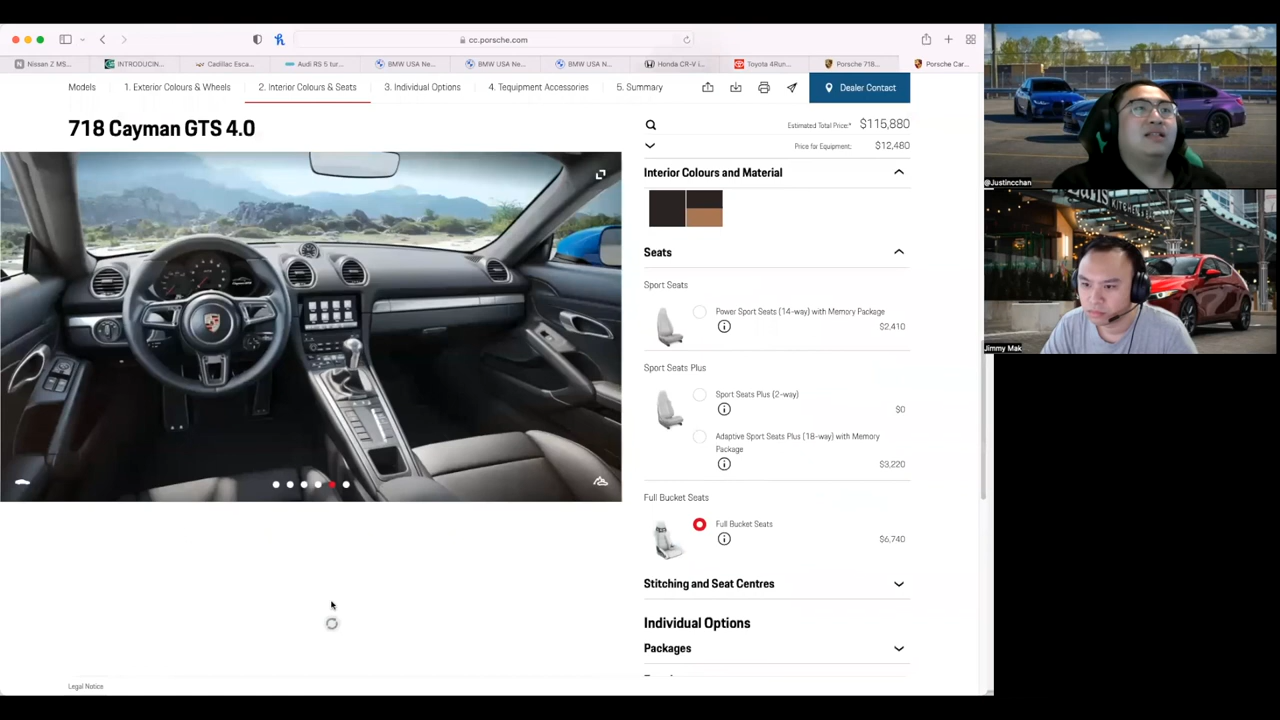 cc.porsche.com
Nissan Z MS...
INTRODUCIN...
Cadillac Esca...
Audi RS 5 tur...
BMW USA Ne...
BMW USA Ne...
BMW USA N...
Honda CR-V i...
Toyota 4Run...
Porsche 718...
Porsche Car...
Models
1. Exterior Colours & Wheels
2. Interior Colours & Seats
3. Individual Options
4. Tequipment Accessories
5. Summary
Dealer Contact
718 Cayman GTS 4.0
Estimated Total Price:* $115,880
Price for Equipment: $12,480
Interior Colours and Material
Seats
Sport Seats
Power Sport Seats (14-way) with Memory Package
$2,410
Sport Seats Plus
Sport Seats Plus (2-way)
$0
Adaptive Sport Seats Plus (18-way) with Memory
Package
$3,220
Full Bucket Seats
Full Bucket Seats
$6,740
Stitching and Seat Centres
Individual Options
Packages
Legal Notice
@Justincchan
KITCHEN
Jimmy Mak